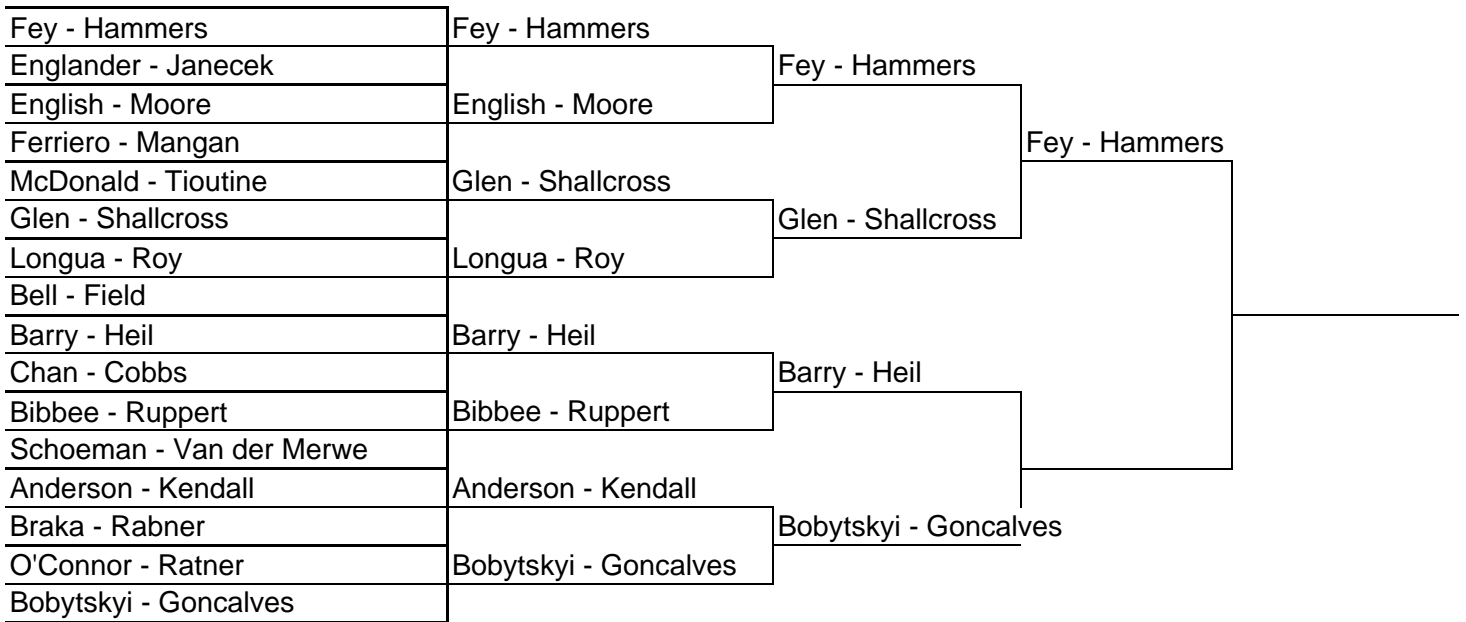 Fey - Hammers
Englander - Janecek
English - Moore
Ferriero - Mangan
McDonald - Tioutine
Glen - Shallcross
Longua - Roy
Bell - Field
Barry - Heil
Chan - Cobbs
Bibbee - Ruppert
Schoeman - Van der Merwe
Anderson - Kendall
Braka - Rabner
O'Connor - Ratner
Bobytskyi - Goncalves
Fey - Hammers
English - Moore
Glen - Shallcross
Longua - Roy
Barry - Heil
Bibbee - Ruppert
Anderson - Kendall
Bobytskyi - Goncalves
Fey - Hammers
Glen - Shallcross
Barry - Heil
Bobytskyi - Goncalves
Fey - Hammers